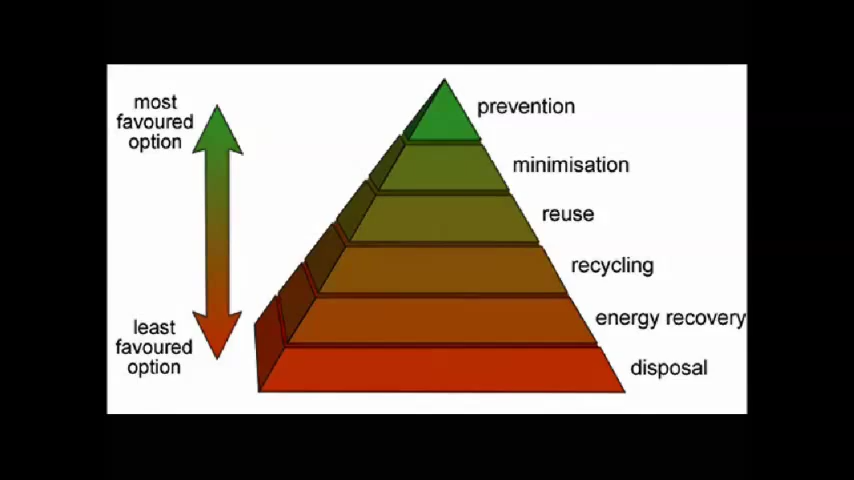 most
favoured
option
prevention
minimisation
reuse
recycling
energy recovery
disposal
least
favoured
option